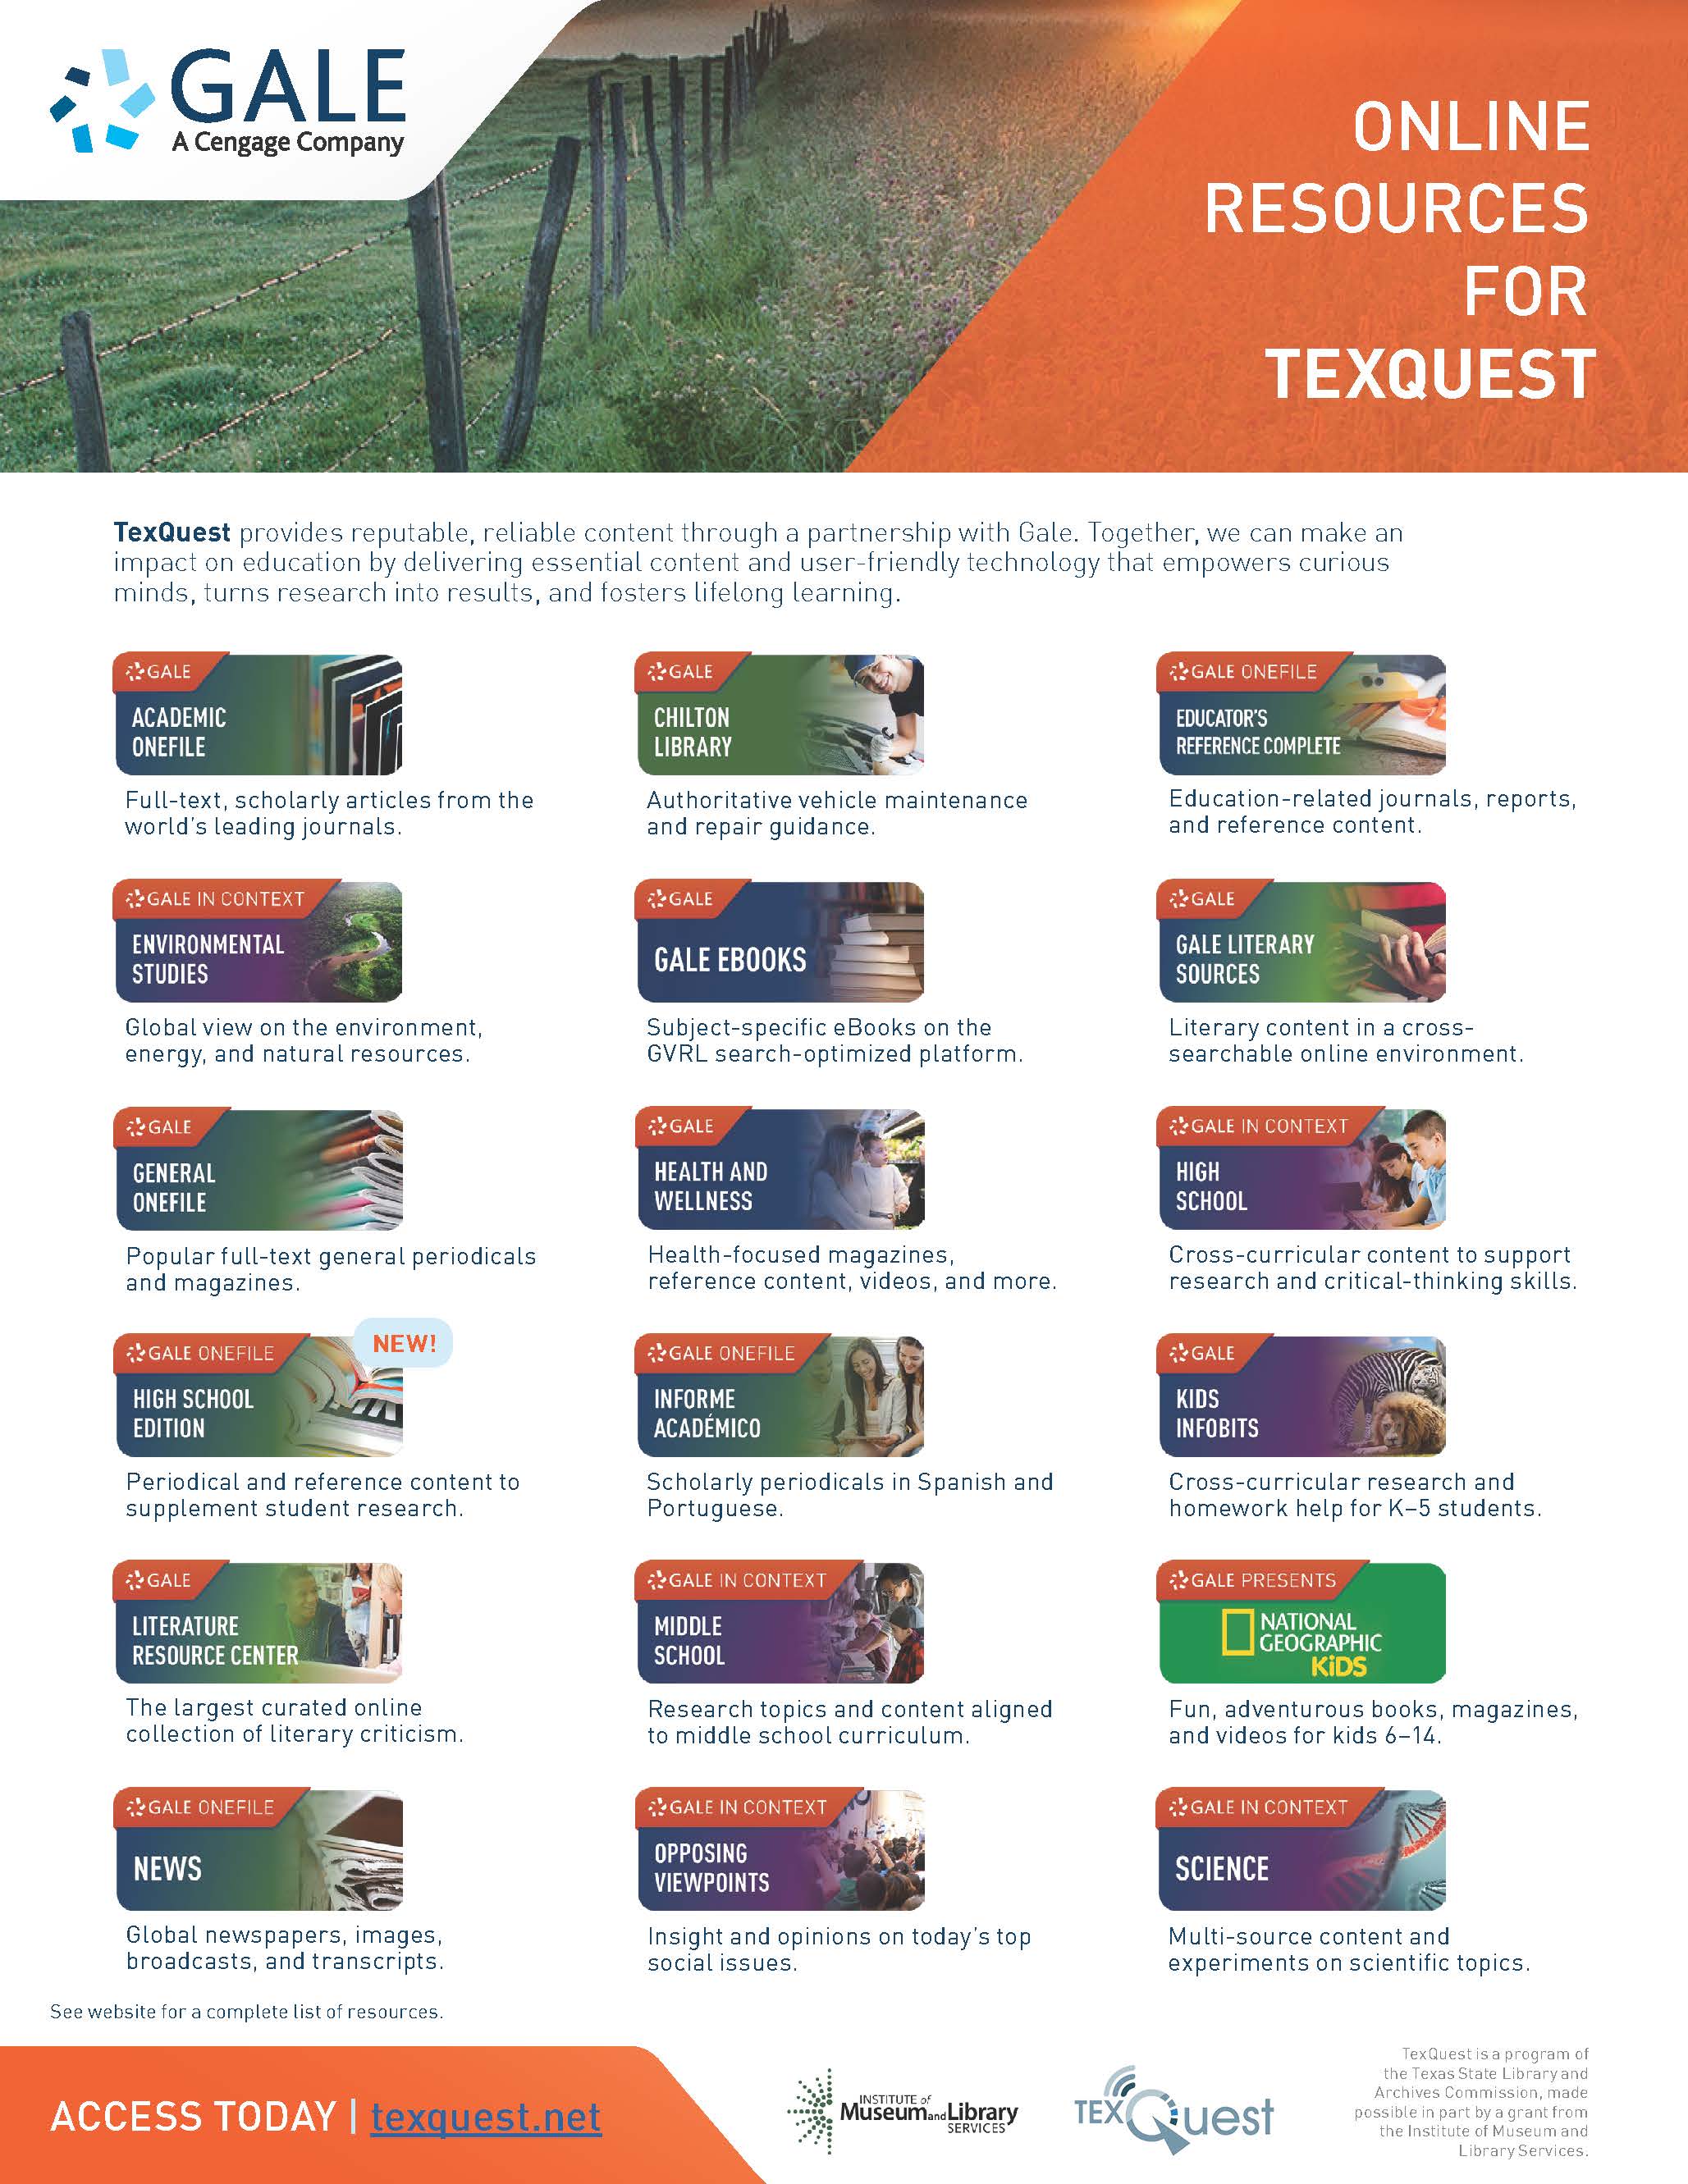 GALE
A Cengage Company
ONLINE
RESOURCES
FOR
TEXQUEST
TexQuest provides reputable, reliable content through a partnership with Gale. Together, we can make an
impact on education by delivering essential content and user-friendly technology that empowers curious
minds, turns research into results, and fosters lifelong learning.
GALE
ACADEMIC
ONEFILE
Full-text, scholarly articles from the
world's leading journals.
GALE
CHILTON
LIBRARY
Authoritative vehicle maintenance
and repair guidance.
GALE ONEFILE
EDUCATOR'S
REFERENCE COMPLETE
Education-related journals, reports,
and reference content.
GALE IN CONTEXT
ENVIRONMENTAL
STUDIES
Global view on the environment,
energy, and natural resources.
GALE
GALE EBOOKS
Subject-specific eBooks on the
GVRL search-optimized platform.
GALE
GALE LITERARY
SOURCES
Literary content in a cross-
searchable online environment.
GALE
GENERAL
ONEFILE
Popular full-text general periodicals
and magazines.
GALE
HEALTH AND
WELLNESS
Health-focused magazines,
reference content, videos, and more.
GALE IN CONTEXT
HIGH
SCHOOL
Cross-curricular content to support
research and critical-thinking skills.
GALE ONEFILE
NEW!
HIGH SCHOOL
EDITION
Periodical and reference content to
supplement student research.
GALE ONEFILE
INFORME
ACADÉMICO
Scholarly periodicals in Spanish and
Portuguese.
GALE
KIDS
INFOBITS
Cross-curricular research and
homework help for K–5 students.
GALE
LITERATURE
RESOURCE CENTER
The largest curated online
collection of literary criticism.
GALE IN CONTEXT
MIDDLE
SCHOOL
Research topics and content aligned
to middle school curriculum.
GALE PRESENTS
NATIONAL
GEOGRAPHIC
KiDS
Fun, adventurous books, magazines,
and videos for kids 6–14.
GALE ONEFILE
NEWS
Global newspapers, images,
broadcasts, and transcripts.
GALE IN CONTEXT
OPPOSING
VIEWPOINTS
Insight and opinions on today's top
social issues.
GALE IN CONTEXT
SCIENCE
Multi-source content and
experiments on scientific topics.
See website for a complete list of resources.
ACCESS TODAY | texquest.net
INSTITUTE of
Museum and Library
SERVICES
TEXQuest
TexQuest is a program of
the Texas State Library and
Archives Commission, made
possible in part by a grant from
the Institute of Museum and
Library Services.